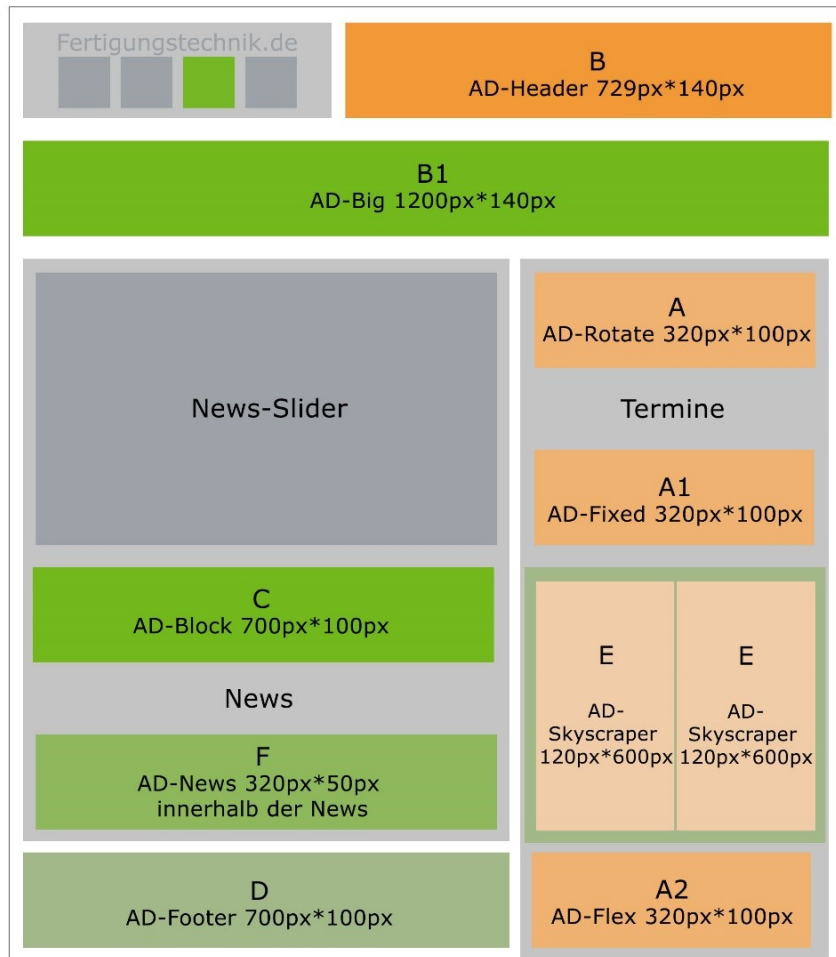 Fertigungstechnik.de
B
AD-Header 729px*140px
B1
AD-Big 1200px*140px
News-Slider
A
AD-Rotate 320px*100px
Termine
A1
AD-Fixed 320px*100px
C
AD-Block 700px*100px
News
F
AD-News 320px*50px
innerhalb der News
E
AD-
Skyscraper
120px*600px
E
AD-
Skyscraper
120px*600px
D
AD-Footer 700px*100px
A2
AD-Flex 320px*100px